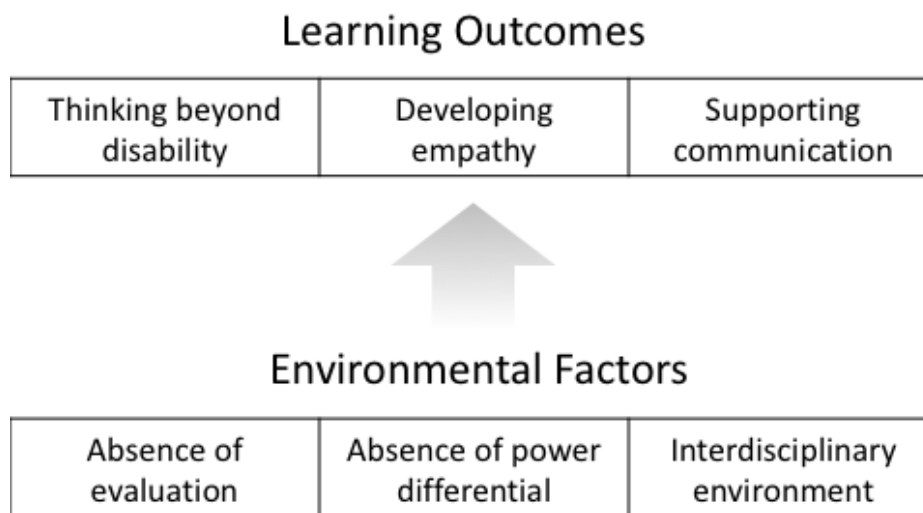 Learning Outcomes
Thinking beyond
disability
Developing
empathy
Supporting
communication
Environmental Factors
Absence of
evaluation
Absence of power
differential
Interdisciplinary
environment